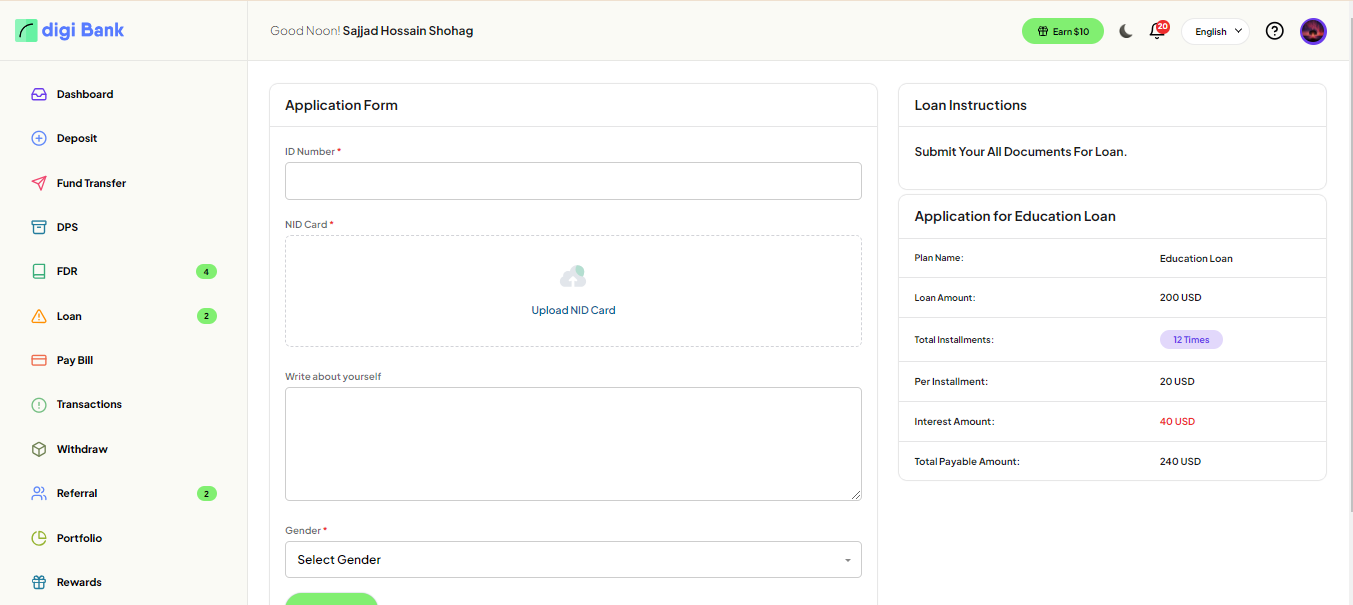 digi Bank
Good Noon! Sajjad Hossain Shohag
Earn $10
20
English
Dashboard
Deposit
Fund Transfer
DPS
FDR 4
Loan 2
Pay Bill
Transactions
Withdraw
Referral 2
Portfolio
Rewards
Application Form
ID Number *
NID Card *
Upload NID Card
Write about yourself
Gender *
Select Gender
Loan Instructions
Submit Your All Documents For Loan.
Application for Education Loan
Plan Name: Education Loan
Loan Amount: 200 USD
Total Installments: 12 Times
Per Installment: 20 USD
Interest Amount: 40 USD
Total Payable Amount: 240 USD